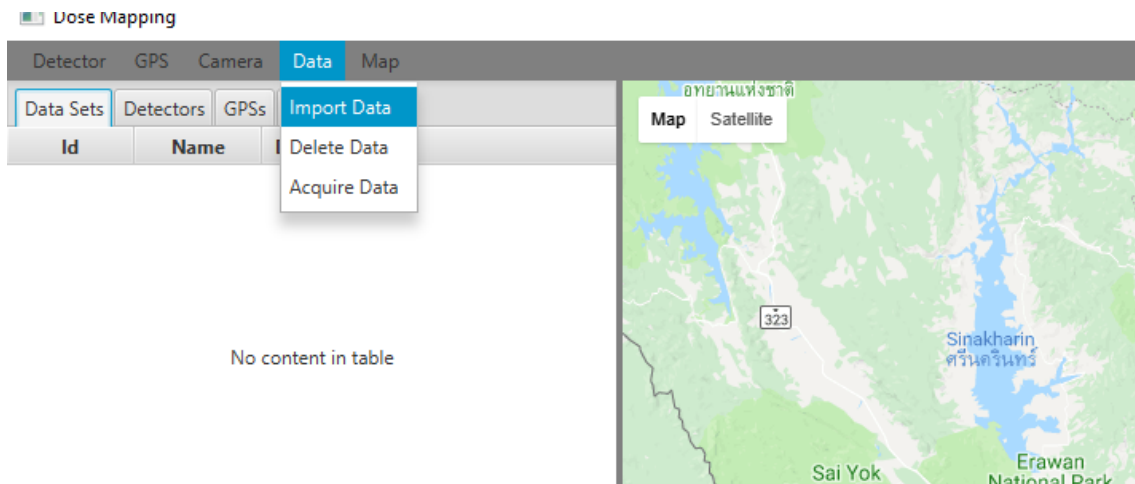 Dose Mapping
Detector GPS Camera Data Map
Data Sets Detectors GPSs
Import Data
Delete Data
Acquire Data
Id Name
No content in table
อุทยานแห่งชาติ
Map Satellite
323
Sinakharin
ศรีนครินทร์
Sai Yok
Erawan
National Park